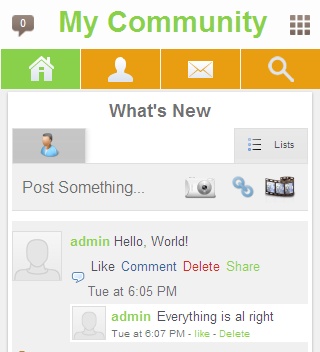 0
My Community
What's New
Lists
Post Something...
admin Hello, World!
Like Comment Delete Share
Tue at 6:05 PM
admin Everything is al right
Tue at 6:07 PM - like - Delete